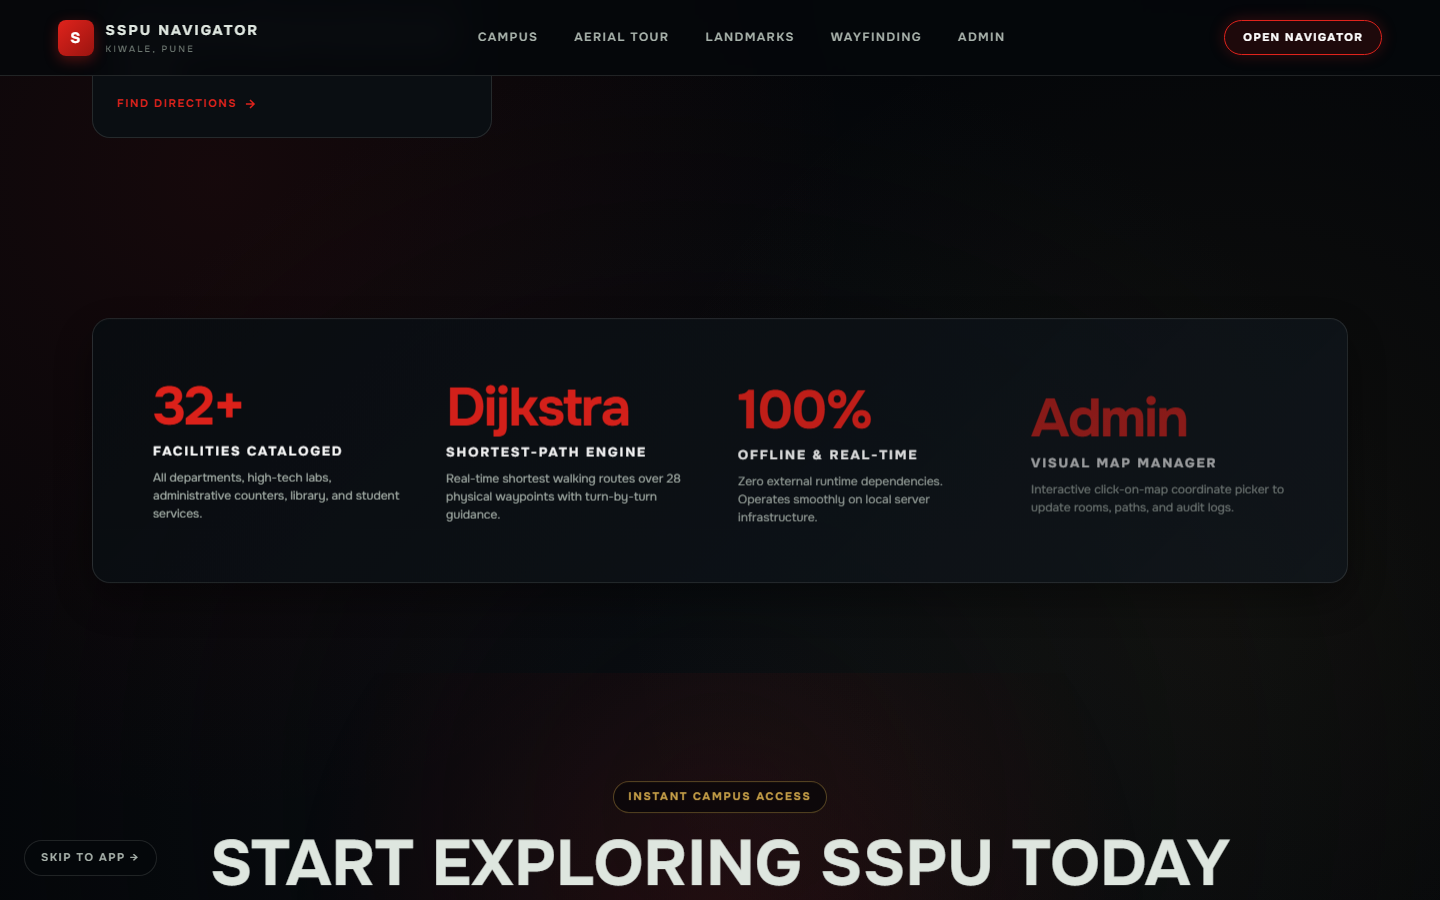 S
SSPU NAVIGATOR
KIWALE, PUNE
CAMPUS
AERIAL TOUR
LANDMARKS
WAYFINDING
ADMIN
OPEN NAVIGATOR
FIND DIRECTIONS →
32+
FACILITIES CATALOGED
All departments, high-tech labs,
administrative counters, library, and student
services.
Dijkstra
SHORTEST-PATH ENGINE
Real-time shortest walking routes over 28
physical waypoints with turn-by-turn
guidance.
100%
OFFLINE & REAL-TIME
Zero external runtime dependencies.
Operates smoothly on local server
infrastructure.
Admin
VISUAL MAP MANAGER
Interactive click-on-map coordinate picker to
update rooms, paths, and audit logs.
INSTANT CAMPUS ACCESS
START EXPLORING SSPU TODAY
SKIP TO APP →